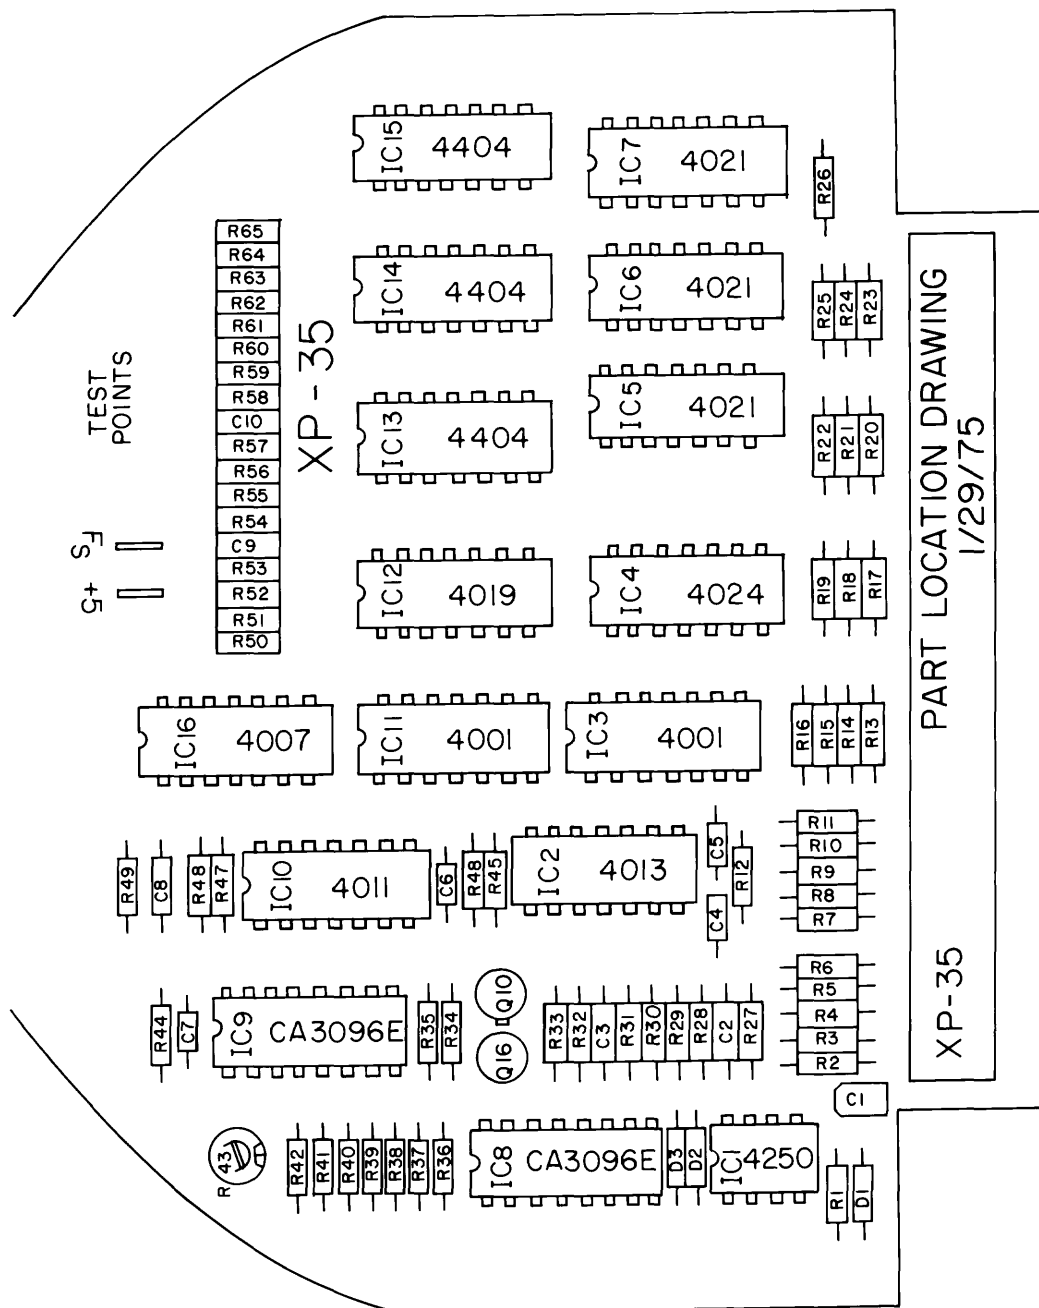 IC15 4404
IC7 4021
R26
R65
R64
R63
R62
R61
R60
R59
R58
C10
R57
R56
R55
R54
C9
R53
R52
R51
R50
XP-35
TEST
POINTS
FS
+5
IC14 4404
IC6 4021
R25
R24
R23
IC13 4404
IC5 4021
R22
R21
R20
IC12 4019
IC4 4024
R19
R18
R17
IC16 4007
IC11 4001
IC3 4001
R16
R15
R14
R13
R49
C8
R48
R47
IC10 4011
C6
R48
R45
IC2 4013
C5
C4
R12
R11
R10
R9
R8
R7
R44
C7
IC9 CA3096E
R35
R34
Q10
Q16
R33
R32
C3
R31
R30
R29
R28
C2
R27
R6
R5
R4
R3
R2
C1
R 43
R42
R41
R40
R39
R38
R37
R36
IC8 CA3096E
D3
D2
IC1 4250
R1
D1
XP-35 PART LOCATION DRAWING
1/29/75